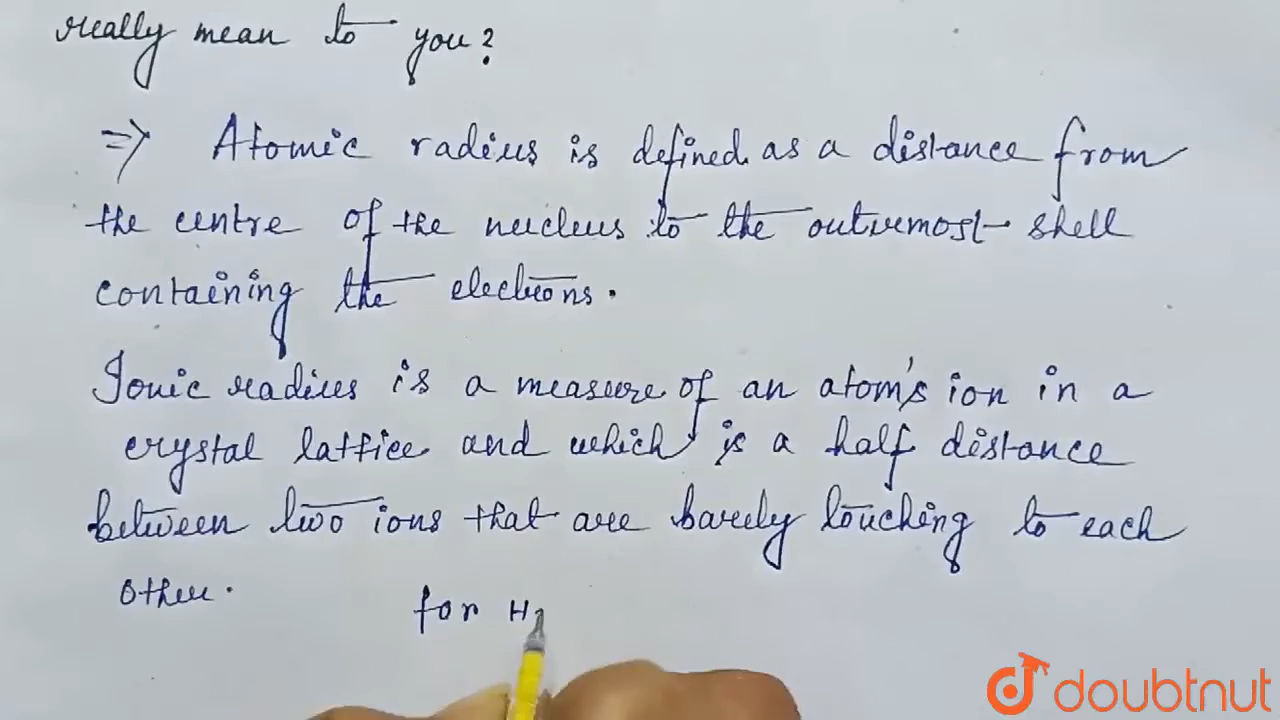 really mean to you?
⇒ Atomic radius is defined as a distance from
the centre of the nucleus to the outermost shell
containing the electrons.
Ionic radius is a measure of an atom's ion in a
crystal lattice and which is a half distance
between two ions that are barely touching to each
other.
for H
doubtnut